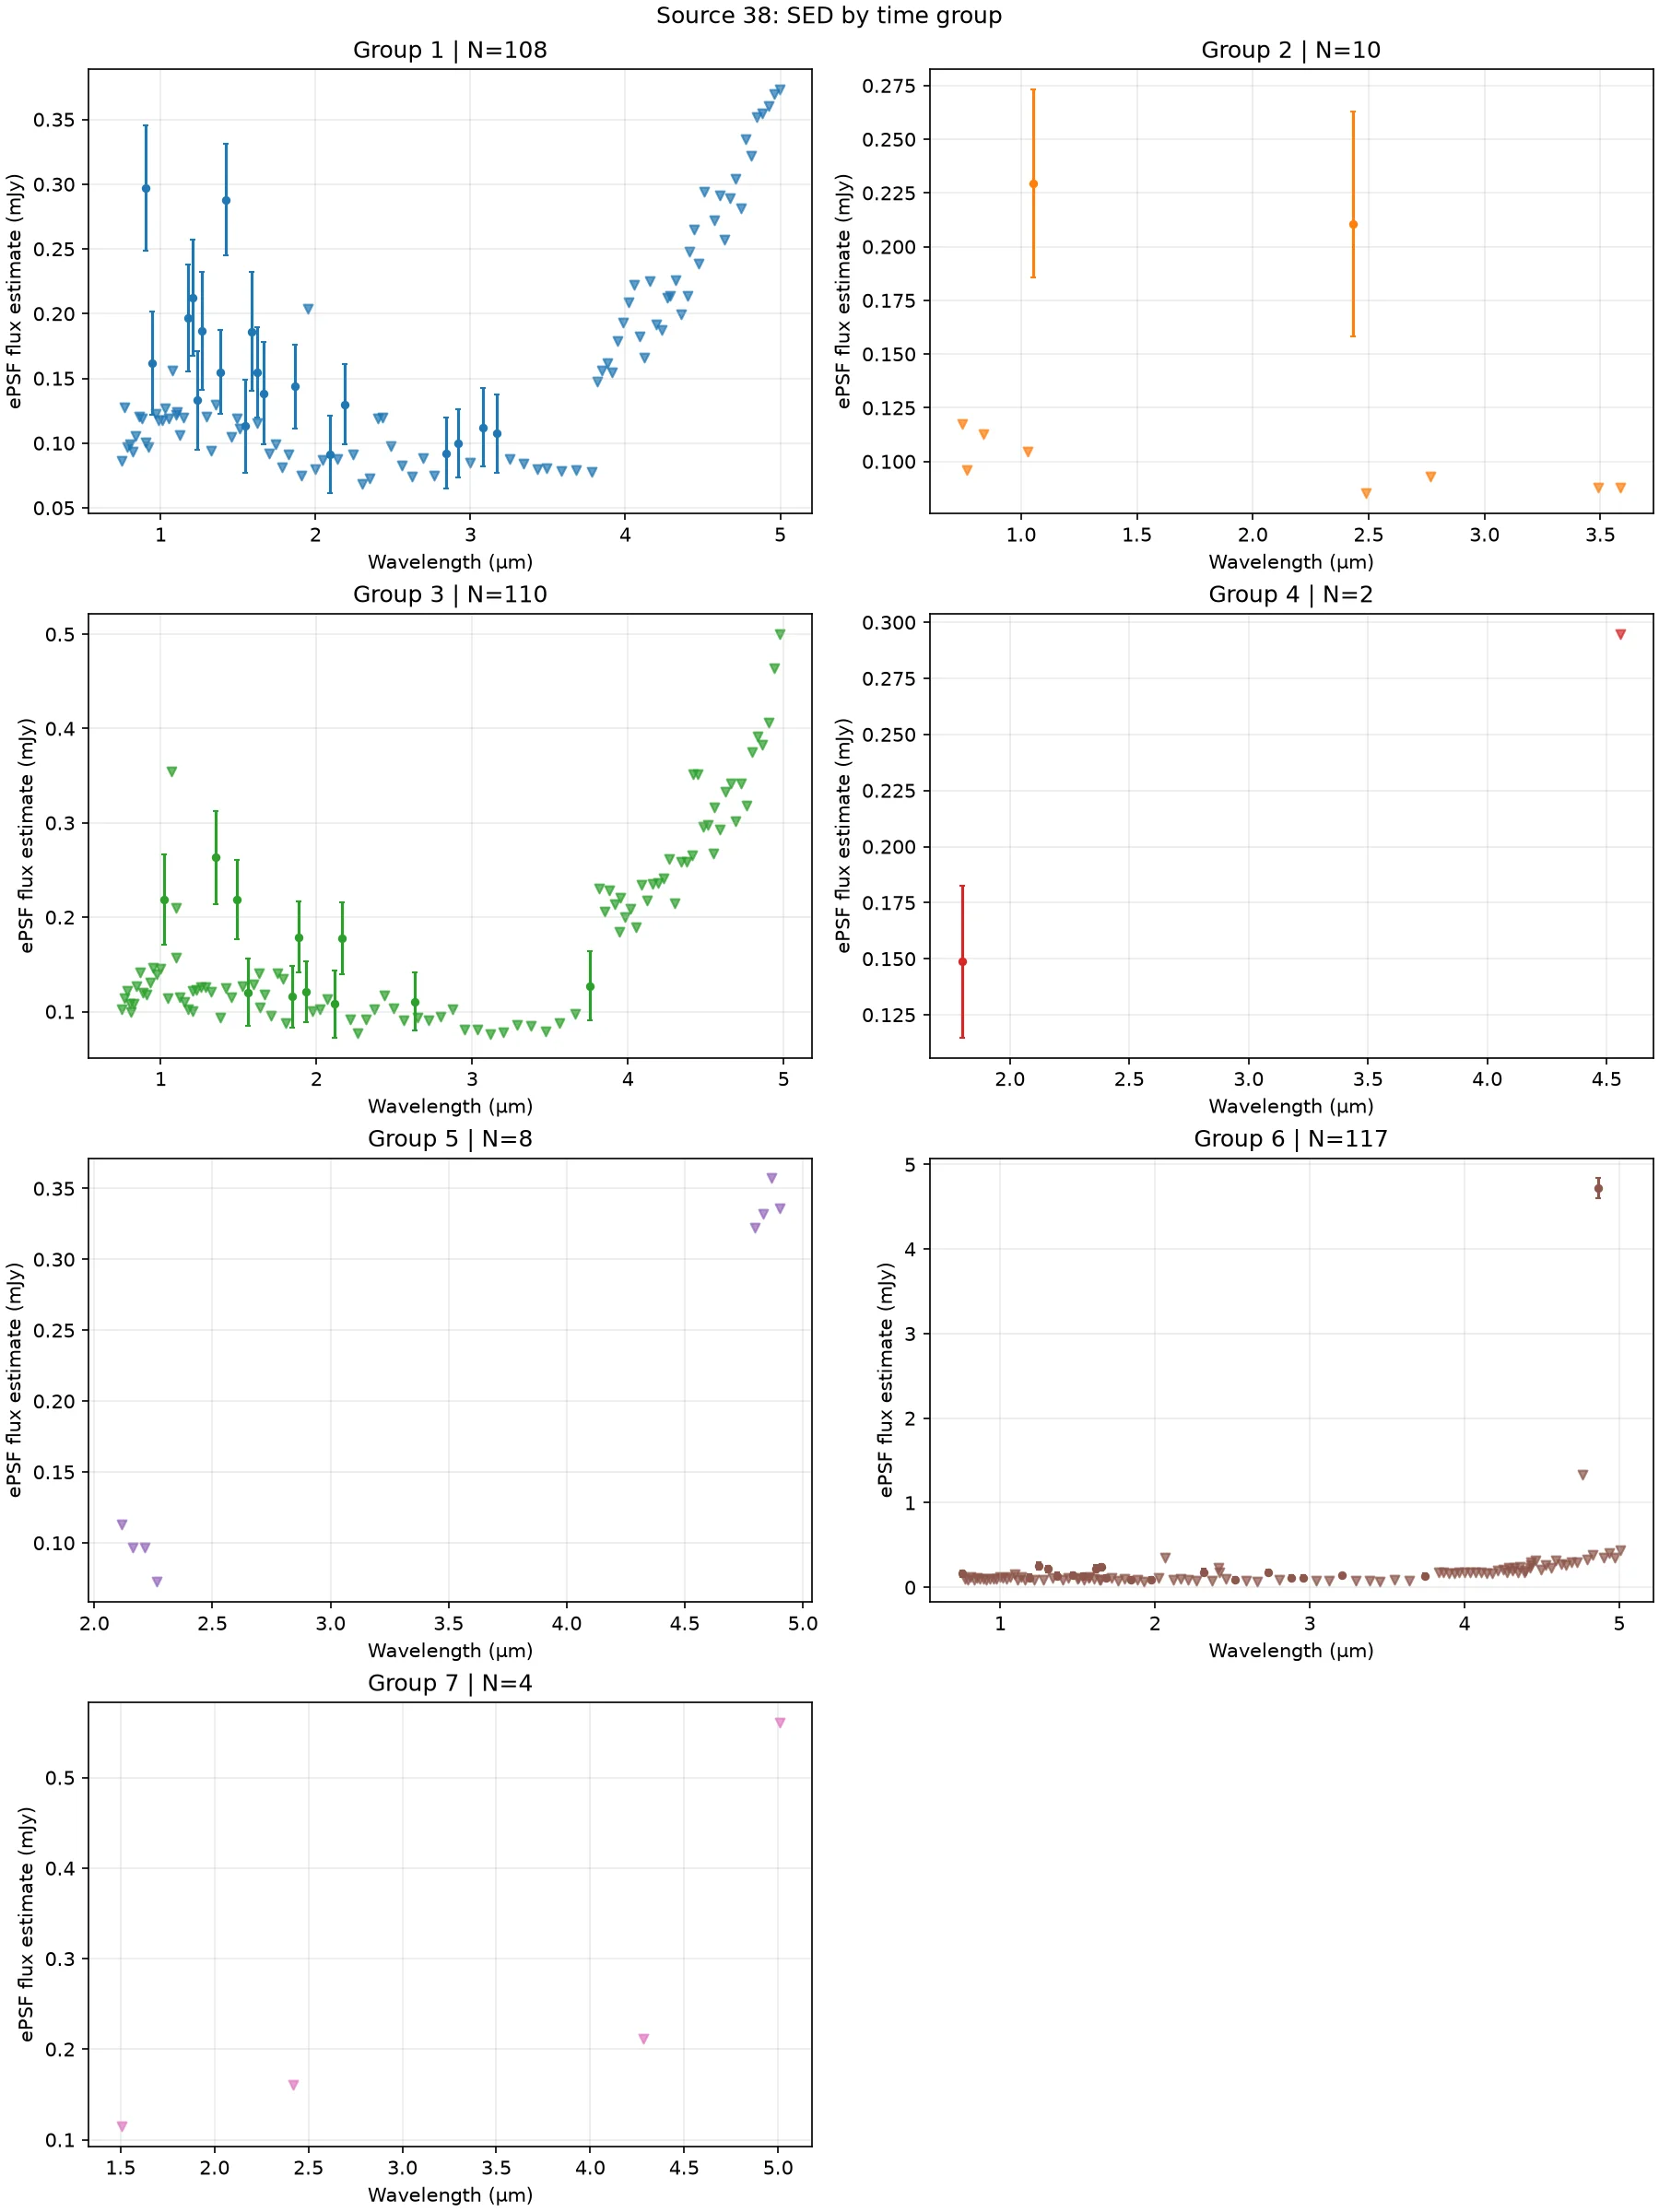 Source 38: SED by time group
Group 1 | N=108
ePSF flux estimate (mJy)
0.35
0.30
0.25
0.20
0.15
0.10
0.05
1 2 3 4 5
Wavelength (µm)
Group 2 | N=10
ePSF flux estimate (mJy)
0.275
0.250
0.225
0.200
0.175
0.150
0.125
0.100
1.0 1.5 2.0 2.5 3.0 3.5
Wavelength (µm)
Group 3 | N=110
ePSF flux estimate (mJy)
0.5
0.4
0.3
0.2
0.1
1 2 3 4 5
Wavelength (µm)
Group 4 | N=2
ePSF flux estimate (mJy)
0.300
0.275
0.250
0.225
0.200
0.175
0.150
0.125
2.0 2.5 3.0 3.5 4.0 4.5
Wavelength (µm)
Group 5 | N=8
ePSF flux estimate (mJy)
0.35
0.30
0.25
0.20
0.15
0.10
2.0 2.5 3.0 3.5 4.0 4.5 5.0
Wavelength (µm)
Group 6 | N=117
ePSF flux estimate (mJy)
5
4
3
2
1
0
1 2 3 4 5
Wavelength (µm)
Group 7 | N=4
ePSF flux estimate (mJy)
0.5
0.4
0.3
0.2
0.1
1.5 2.0 2.5 3.0 3.5 4.0 4.5 5.0
Wavelength (µm)